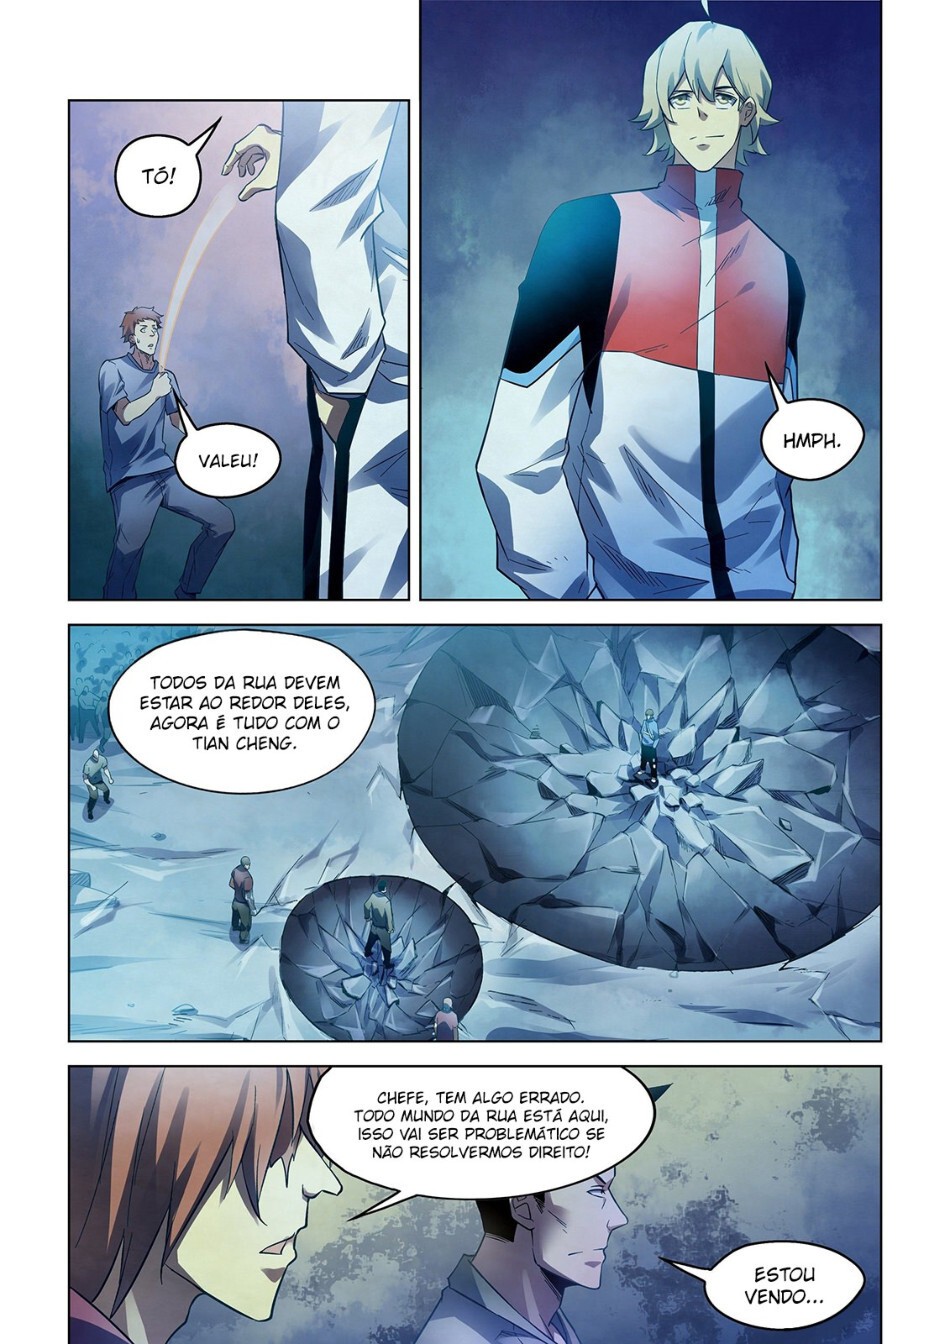 TÓ!
VALEU!
HMPH.
TODOS DA RUA DEVEM
ESTAR AO REDOR DELES,
AGORA É TUDO COM O
TIAN CHENG.
CHEFE, TEM ALGO ERRADO.
TODO MUNDO DA RUA ESTÁ AQUI,
ISSO VAI SER PROBLEMÁTICO SE
NÃO RESOLVERMOS DIREITO!
ESTOU
VENDO...